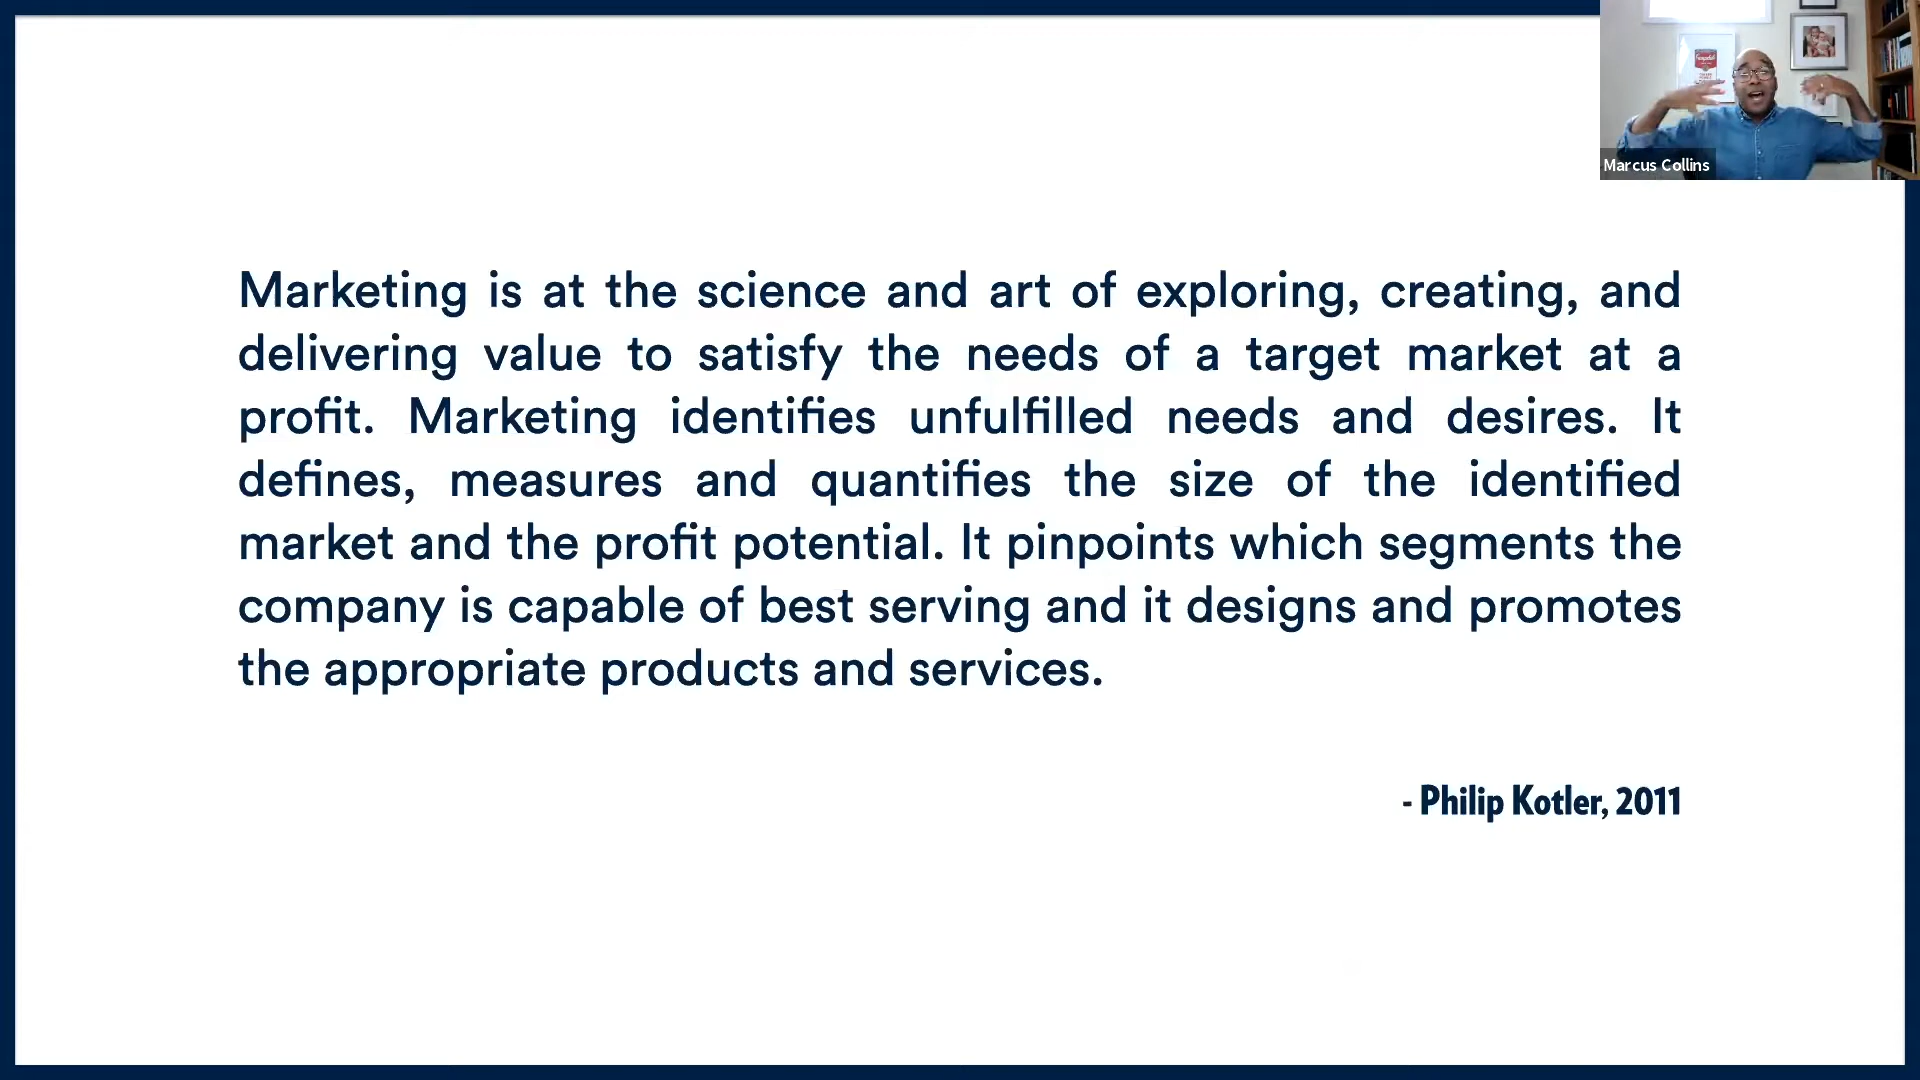 Marketing is at the science and art of exploring, creating, and
delivering value to satisfy the needs of a target market at a
profit. Marketing identifies unfulfilled needs and desires. It
defines, measures and quantifies the size of the identified
market and the profit potential. It pinpoints which segments the
company is capable of best serving and it designs and promotes
the appropriate products and services.
- Philip Kotler, 2011
Campbell's
Marcus Collins